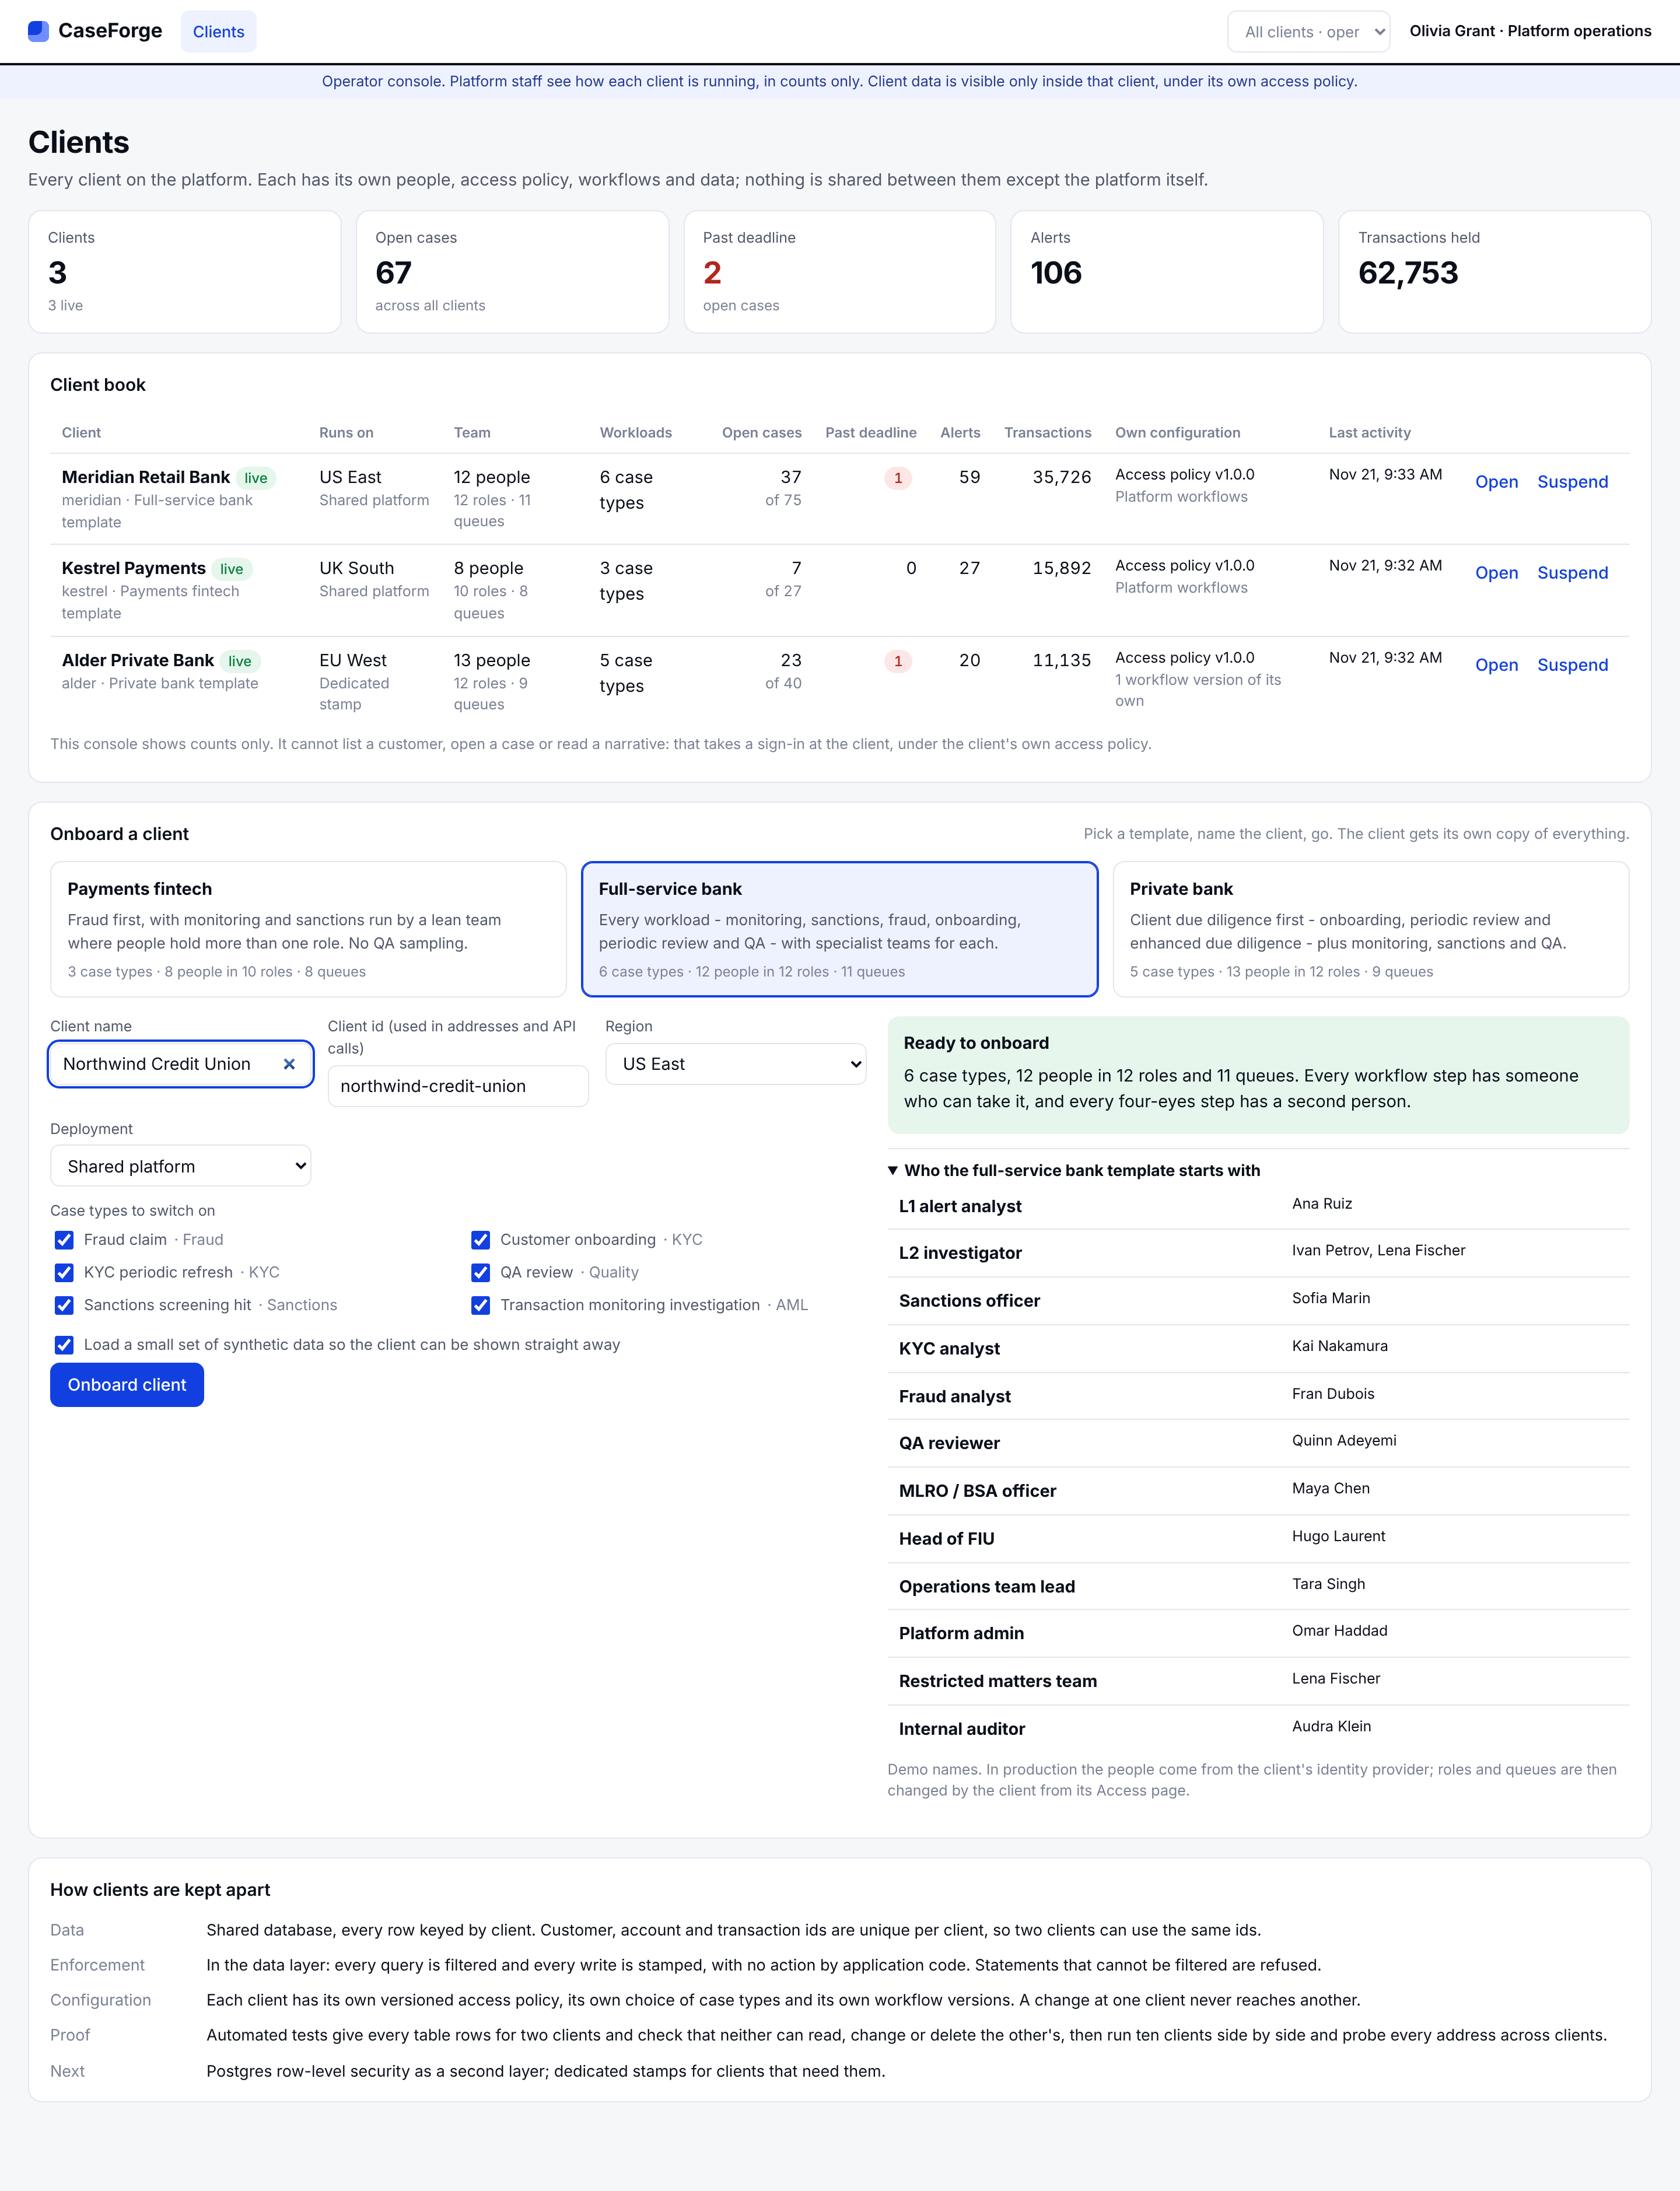 CaseForge
Clients
All clients · oper
Olivia Grant · Platform operations
Operator console. Platform staff see how each client is running, in counts only. Client data is visible only inside that client, under its own access policy.
Clients
Every client on the platform. Each has its own people, access policy, workflows and data; nothing is shared between them except the platform itself.
Clients
3
3 live
Open cases
67
across all clients
Past deadline
2
open cases
Alerts
106
Transactions held
62,753
Client book
Client Runs on Team Workloads Open cases Past deadline Alerts Transactions Own configuration Last activity
Meridian Retail Bank live US East 12 people 6 case 37 1 59 35,726 Access policy v1.0.0 Nov 21, 9:33 AM Open Suspend
meridian · Full-service bank Shared platform 12 roles · 11 types of 75 Platform workflows
template queues
Kestrel Payments live UK South 8 people 3 case 7 0 27 15,892 Access policy v1.0.0 Nov 21, 9:32 AM Open Suspend
kestrel · Payments fintech Shared platform 10 roles · 8 types of 27 Platform workflows
template queues
Alder Private Bank live EU West 13 people 5 case 23 1 20 11,135 Access policy v1.0.0 Nov 21, 9:32 AM Open Suspend
alder · Private bank template Dedicated 12 roles · 9 types of 40 1 workflow version of its
stamp queues own
This console shows counts only. It cannot list a customer, open a case or read a narrative: that takes a sign-in at the client, under the client's own access policy.
Onboard a client
Pick a template, name the client, go. The client gets its own copy of everything.
Payments fintech
Fraud first, with monitoring and sanctions run by a lean team
where people hold more than one role. No QA sampling.
3 case types · 8 people in 10 roles · 8 queues
Full-service bank
Every workload - monitoring, sanctions, fraud, onboarding,
periodic review and QA - with specialist teams for each.
6 case types · 12 people in 12 roles · 11 queues
Private bank
Client due diligence first - onboarding, periodic review and
enhanced due diligence - plus monitoring, sanctions and QA.
5 case types · 13 people in 12 roles · 9 queues
Client name
Northwind Credit Union
Client id (used in addresses and API
calls)
northwind-credit-union
Region
US East
Deployment
Shared platform
Case types to switch on
Fraud claim · Fraud
Customer onboarding · KYC
KYC periodic refresh · KYC
QA review · Quality
Sanctions screening hit · Sanctions
Transaction monitoring investigation · AML
Load a small set of synthetic data so the client can be shown straight away
Onboard client
Ready to onboard
6 case types, 12 people in 12 roles and 11 queues. Every workflow step has someone
who can take it, and every four-eyes step has a second person.
Who the full-service bank template starts with
L1 alert analyst Ana Ruiz
L2 investigator Ivan Petrov, Lena Fischer
Sanctions officer Sofia Marin
KYC analyst Kai Nakamura
Fraud analyst Fran Dubois
QA reviewer Quinn Adeyemi
MLRO / BSA officer Maya Chen
Head of FIU Hugo Laurent
Operations team lead Tara Singh
Platform admin Omar Haddad
Restricted matters team Lena Fischer
Internal auditor Audra Klein
Demo names. In production the people come from the client's identity provider; roles and queues are then
changed by the client from its Access page.
How clients are kept apart
Data Shared database, every row keyed by client. Customer, account and transaction ids are unique per client, so two clients can use the same ids.
Enforcement In the data layer: every query is filtered and every write is stamped, with no action by application code. Statements that cannot be filtered are refused.
Configuration Each client has its own versioned access policy, its own choice of case types and its own workflow versions. A change at one client never reaches another.
Proof Automated tests give every table rows for two clients and check that neither can read, change or delete the other's, then run ten clients side by side and probe every address across clients.
Next Postgres row-level security as a second layer; dedicated stamps for clients that need them.